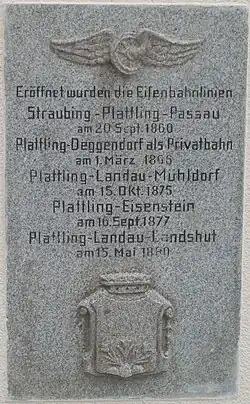 Eröffnet wurden die Eisenbahnlinien
Straubing-Plattling-Passau
am 20 Sept. 1860
Plattling-Deggendorf als Privatbahn
am 1. März 1866
Plattling-Landau-Mühldorf
am 15. Okt. 1875
Plattling-Eisenstein
am 16. Sept. 1877
Plattling-Landau-Landshut
am 15. Mai 1880